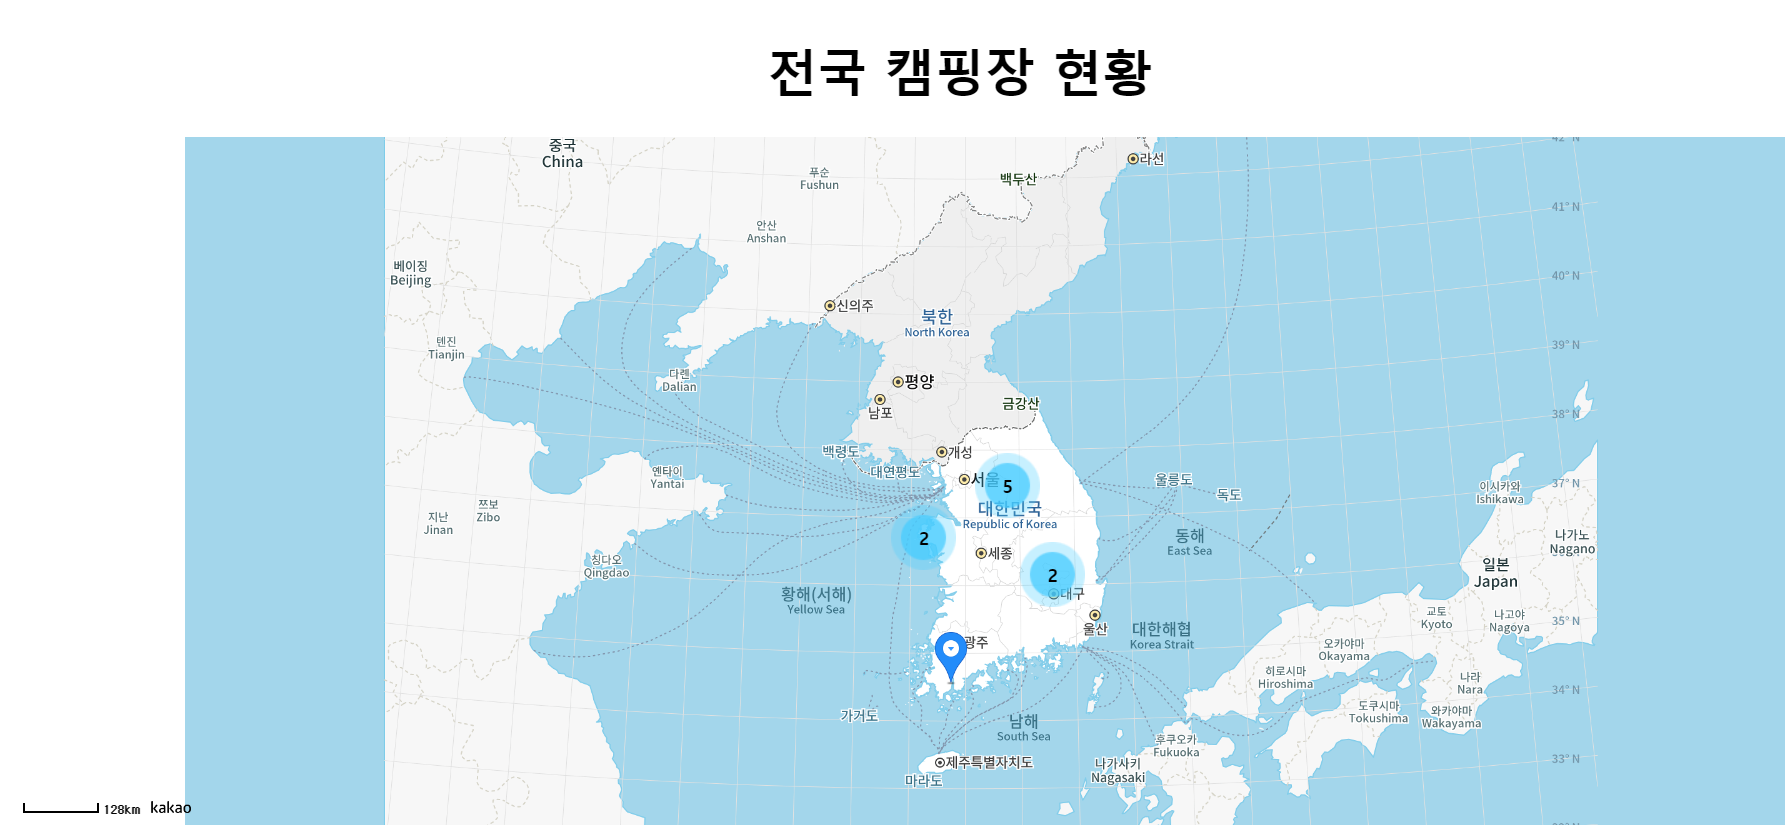 전국 캠핑장 현황
중국
China
라선
푸순
Fushun
백두산
41° N
안산
Anshan
베이징
Beijing
40° N
신의주
북한
North Korea
톈진
Tianjin
39° N
다롄
Dalian
평양
남포
금강산
38° N
백령도
개성
대연평도
옌타이
Yantai
서울
5
울릉도
독도
37° N
이시카와
Ishikawa
쯔보
Zibo
지난
Jinan
대한민국
Republic of Korea
2
동해
East Sea
나가노
Nagano
세종
칭다오
Qingdao
2
일본
Japan
대구
황해(서해)
Yellow Sea
울산
대한해협
Korea Strait
교토
Kyoto
나고야
Nagoya
35° N
광주
오카야마
Okayama
히로시마
Hiroshima
나라
Nara
34° N
가거도
남해
South Sea
도쿠시마
Tokushima
와카야마
Wakayama
후쿠오카
Fukuoka
제주특별자치도
마라도
나가사키
Nagasaki
33° N
128km kakao